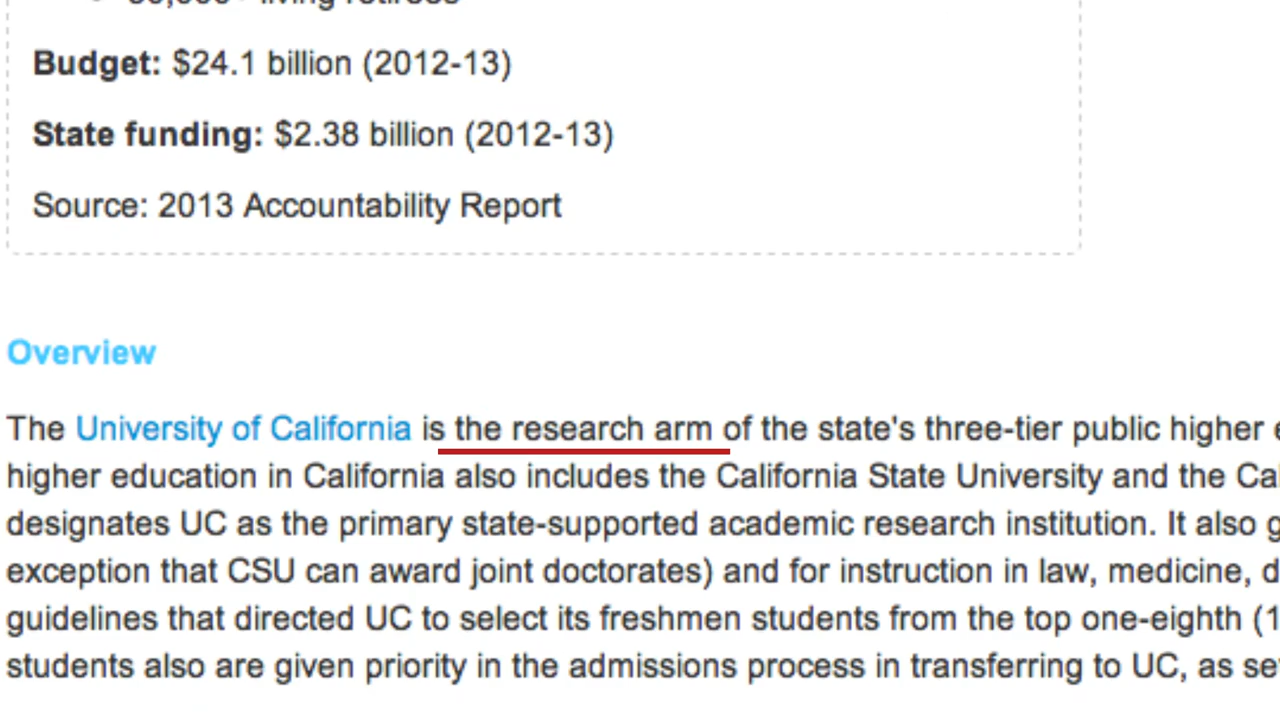 Budget: $24.1 billion (2012-13)
State funding: $2.38 billion (2012-13)
Source: 2013 Accountability Report
Overview
The University of California is the research arm of the state's three-tier public higher
higher education in California also includes the California State University and the
designates UC as the primary state-supported academic research institution. It also
exception that CSU can award joint doctorates) and for instruction in law, medicine,
guidelines that directed UC to select its freshmen students from the top one-eighth
students also are given priority in the admissions process in transferring to UC, as